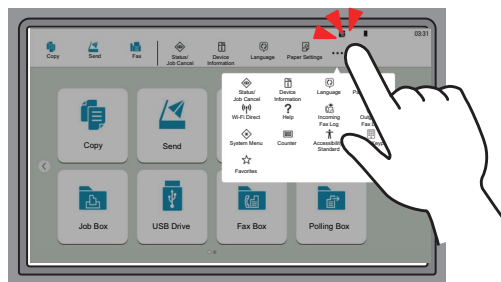 03:31
Copy
Send
Fax
Status/
Job Cancel
Device
Information
Language
Paper Settings
Status/
Job Cancel
Device
Information
Language
Wi-Fi Direct
Help
Incoming
Fax Log
System Menu
Counter
Accessibility
Standard
Favorites
Copy
Send
Job Box
USB Drive
Fax Box
Polling Box